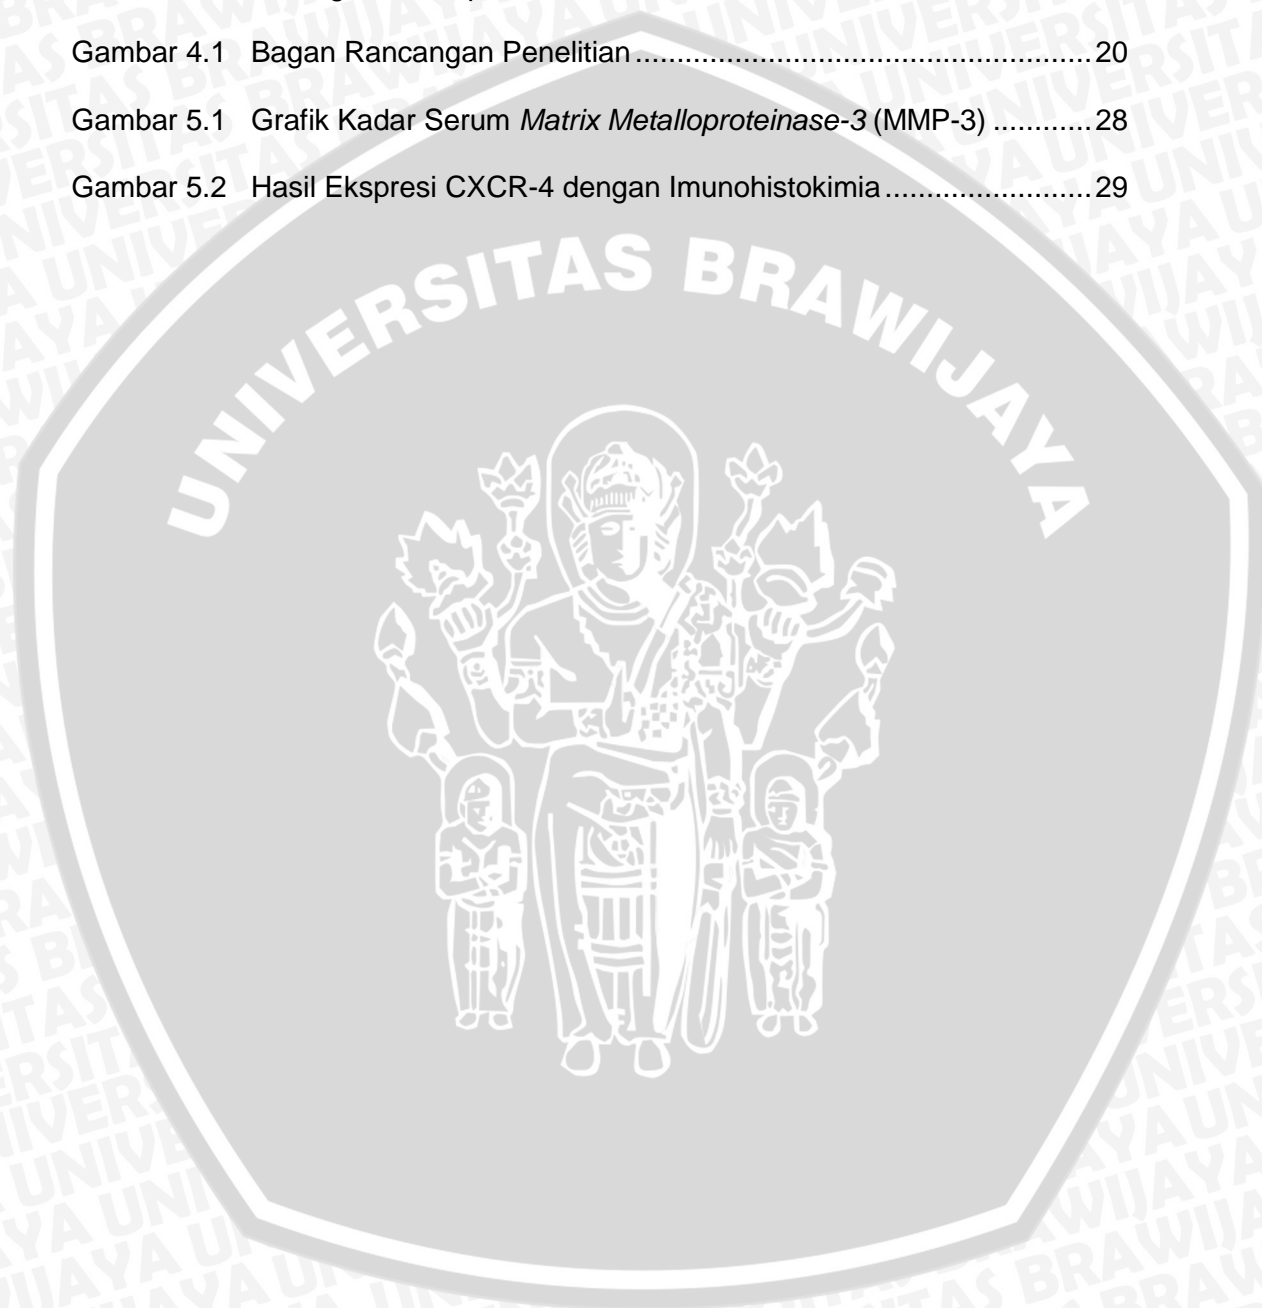 Gambar 4.1 Bagan Rancangan Penelitian ....................................................... 20
Gambar 5.1 Grafik Kadar Serum Matrix Metalloproteinase-3 (MMP-3) ............ 28
Gambar 5.2 Hasil Ekspresi CXCR-4 dengan Imunohistokimia ......................... 29
UNIVERSITAS BRAWIJAYA